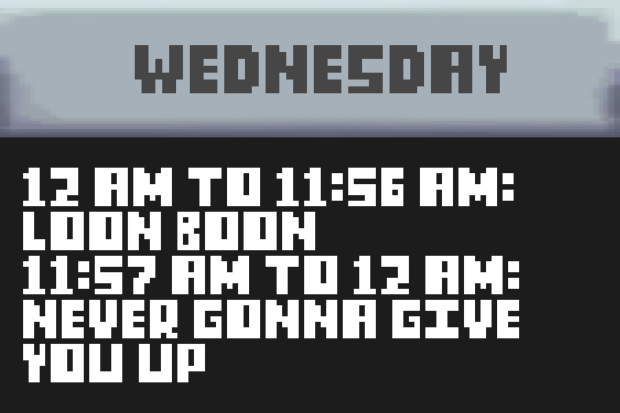 WEDNESDAY
12 AM TO 11:56 AM:
LOON BOON
11:57 AM TO 12 AM:
NEVER GONNA GIVE
YOU UP